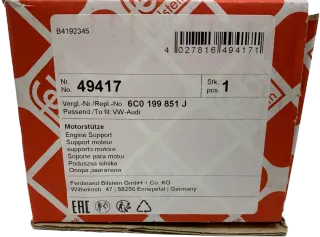 B4192345
4 027816 494171
Nr.
No. 49417
Stk.
pcs. 1
Vergl.-Nr./Repl.-No. 6C0 199 851 J
Passend/To fit: VW-Audi
Motorstütze
Engine Support
Support moteur
supporto motore
Soporte para motor
Poduszka silnika
Опора двигателя
Ferdinand Bilstein GmbH + Co. KG
Wilhelmstr. 47 | 58256 Ennepetal | Germany
EAC